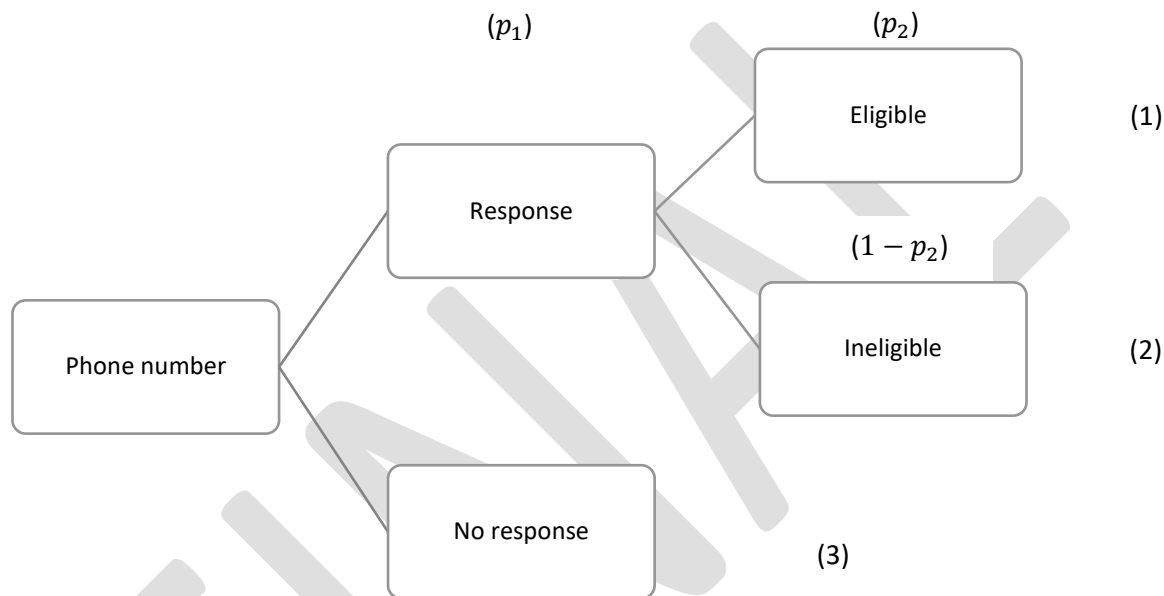 (p₁)
(p₂)
Eligible
(1)
Response
(1 − p₂)
Ineligible
(2)
Phone number
No response
(3)